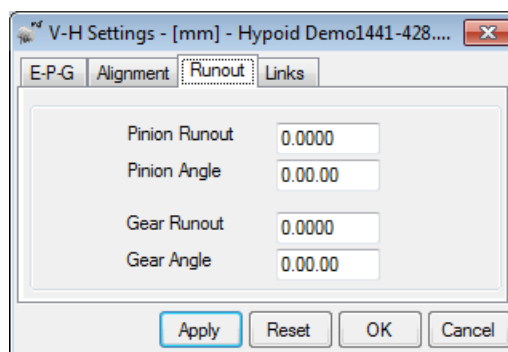 V-H Settings - [mm] - Hypoid Demo1441-428....
E-P-G Alignment Runout Links
Pinion Runout 0.0000
Pinion Angle 0.00.00
Gear Runout 0.0000
Gear Angle 0.00.00
Apply Reset OK Cancel